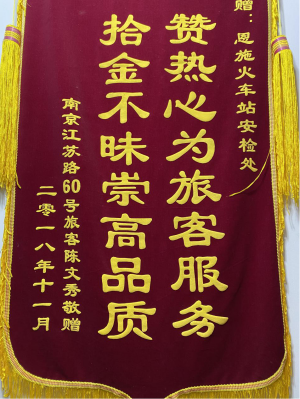 赠：恩施火车站安检处
赞热心为旅客服务
拾金不昧崇高品质
南京江苏路60号旅客陈文秀敬赠
二零一八年十一月